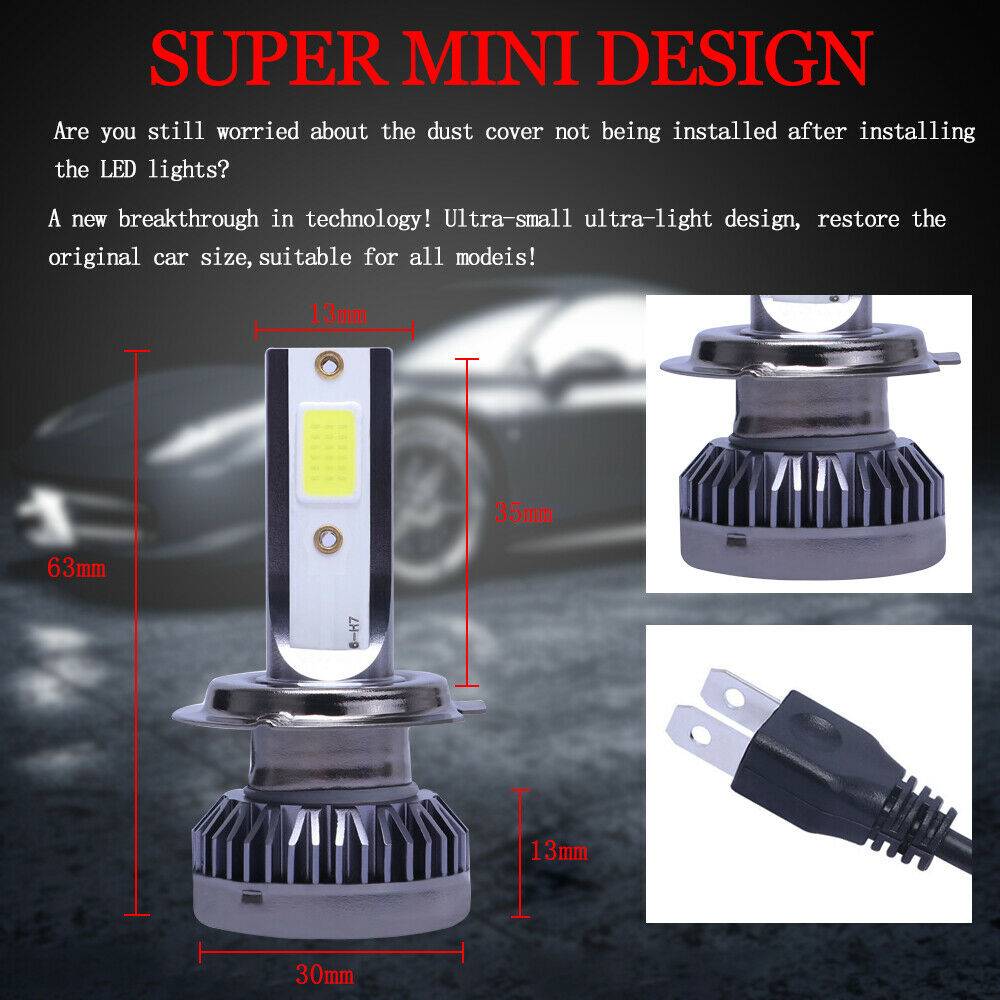 SUPER MINI DESIGN
Are you still worried about the dust cover not being installed after installing
the LED lights?
A new breakthrough in technology! Ultra-small ultra-light design, restore the
original car size,suitable for all modeis!
13mm
63mm
35mm
6-H7
13mm
30mm